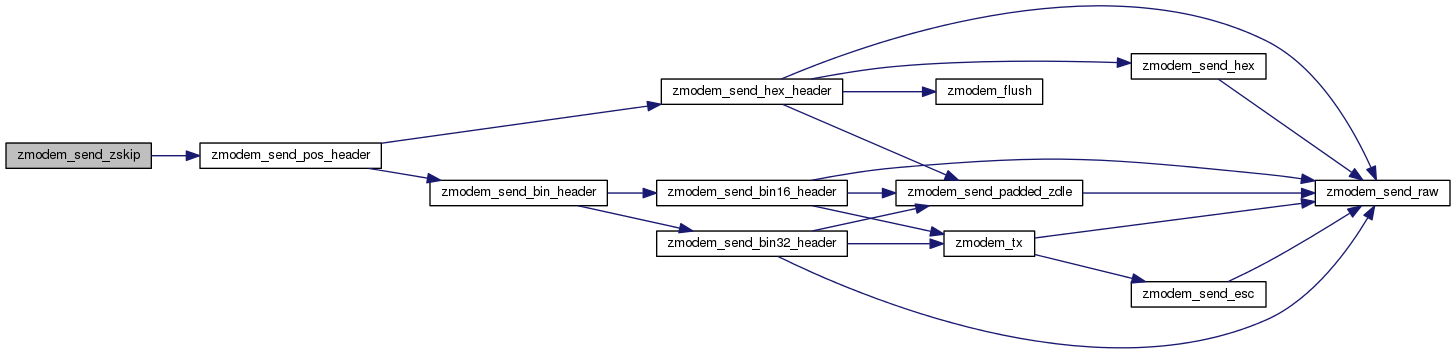 zmodem_send_zskip
zmodem_send_pos_header
zmodem_send_hex_header
zmodem_send_bin_header
zmodem_send_hex
zmodem_flush
zmodem_send_bin16_header
zmodem_send_padded_zdle
zmodem_send_raw
zmodem_send_bin32_header
zmodem_tx
zmodem_send_esc